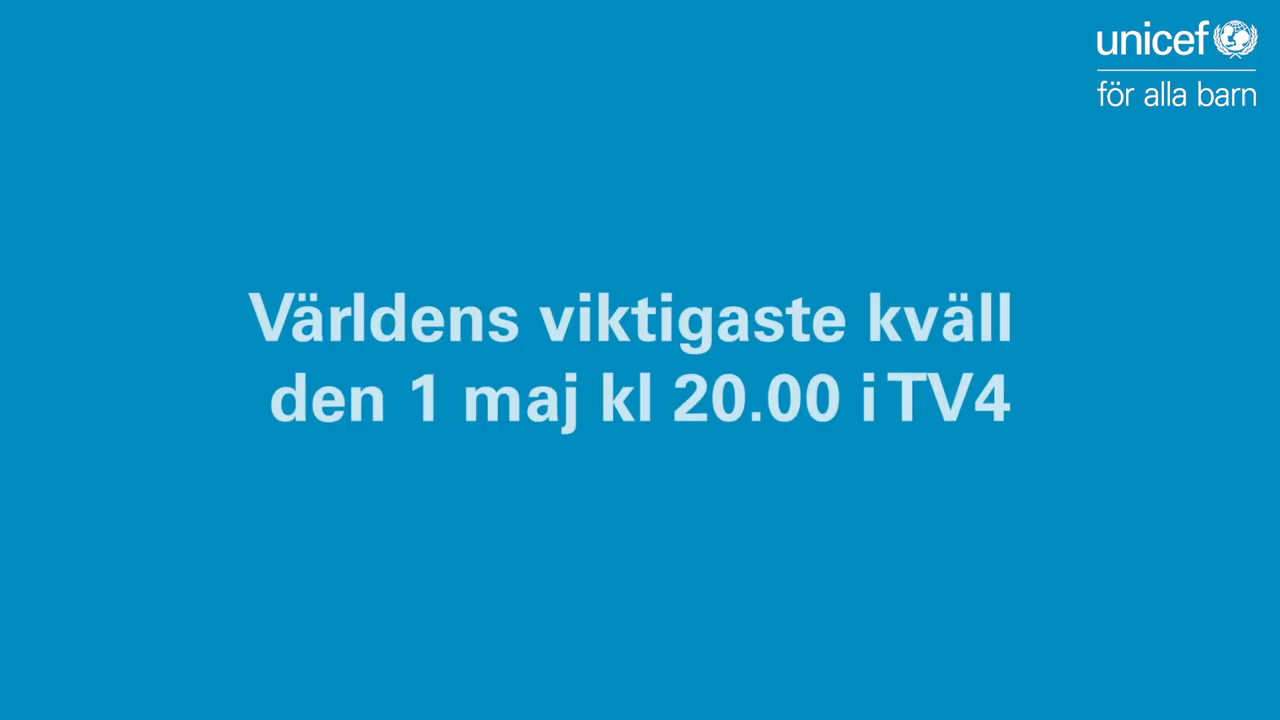 unicef
för alla barn
Världens viktigaste kväll
den 1 maj kl 20.00 i TV4